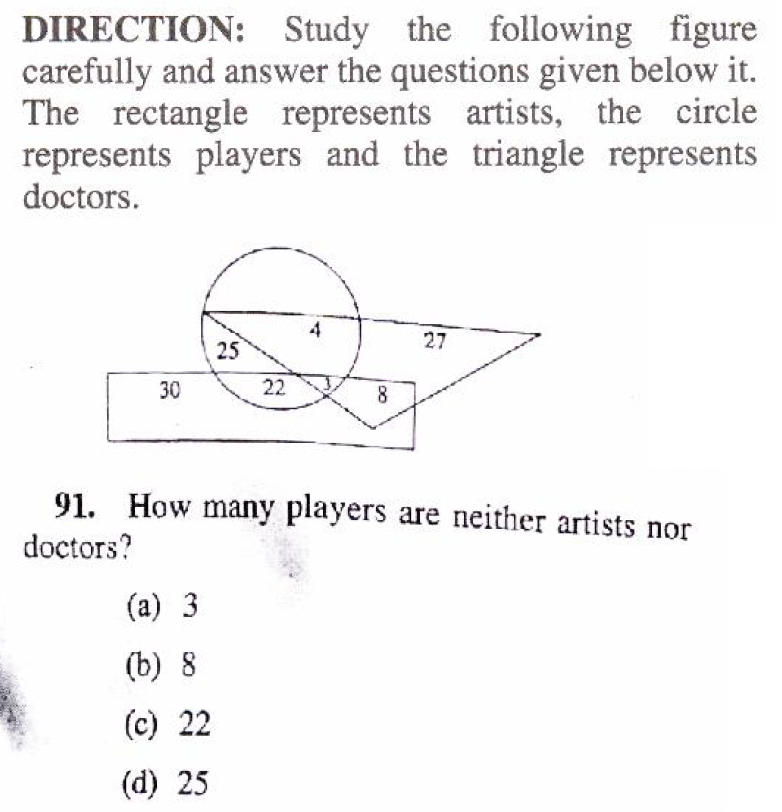 DIRECTION: Study the following figure
carefully and answer the questions given below it.
The rectangle represents artists, the circle
represents players and the triangle represents
doctors.
4
27
25
30
22
3
8
91. How many players are neither artists nor
doctors?
(a) 3
(b) 8
(c) 22
(d) 25